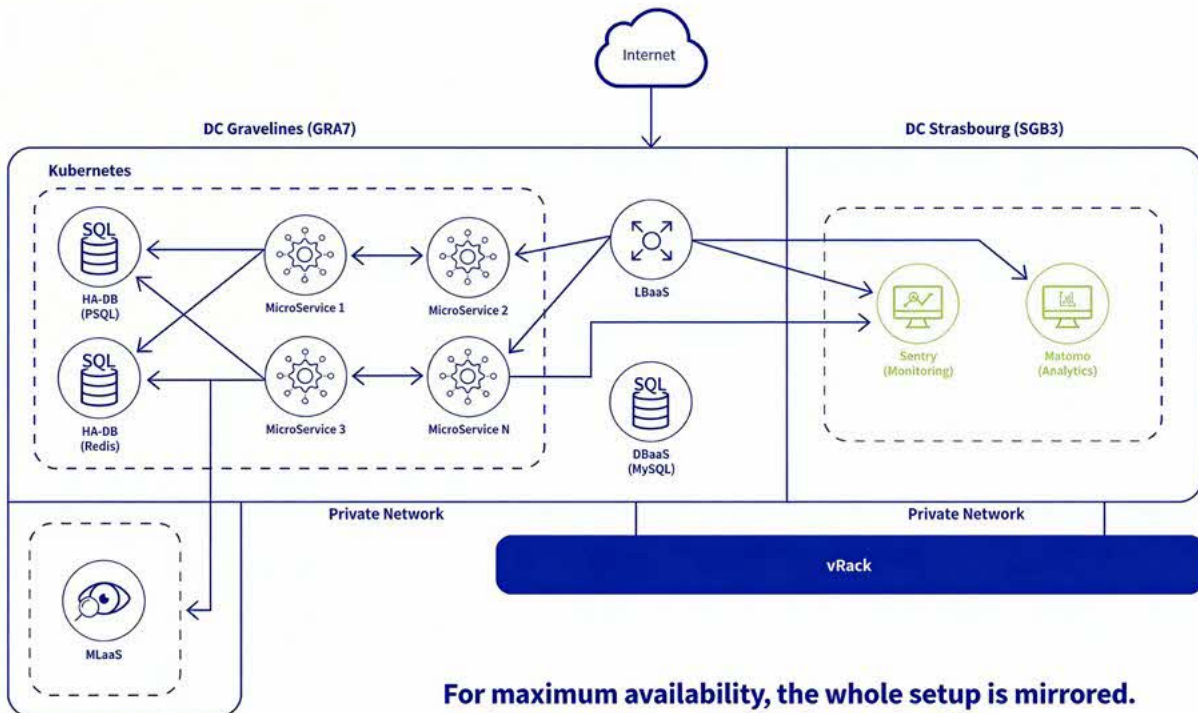 Internet
DC Gravelines (GRA7)
DC Strasbourg (SGB3)
Kubernetes
SQL
HA-DB
(PSQL)
MicroService 1
MicroService 2
LBaaS
Sentry
(Monitoring)
Matomo
(Analytics)
SQL
HA-DB
(Redis)
MicroService 3
MicroService N
SQL
DBaaS
(MySQL)
Private Network
Private Network
vRack
MLaaS
For maximum availability, the whole setup is mirrored.